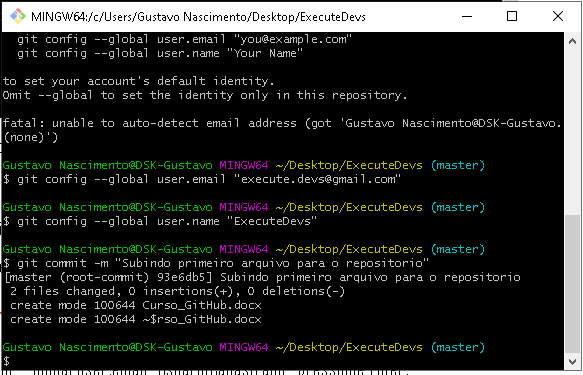 MINGW64:/c/Users/Gustavo Nascimento/Desktop/ExecuteDevs
git config --global user.email "you@example.com"
git config --global user.name "Your Name"
to set your account's default identity.
Omit --global to set the identity only in this repository.
fatal: unable to auto-detect email address (got 'Gustavo Nascimento@DSK-Gustavo.
(none)')
Gustavo Nascimento@DSK-Gustavo MINGW64 ~/Desktop/ExecuteDevs (master)
$ git config --global user.email "execute.devs@gmail.com"
Gustavo Nascimento@DSK-Gustavo MINGW64 ~/Desktop/ExecuteDevs (master)
$ git config --global user.name "ExecuteDevs"
Gustavo Nascimento@DSK-Gustavo MINGW64 ~/Desktop/ExecuteDevs (master)
$ git commit -m "Subindo primeiro arquivo para o repositorio"
[master (root-commit) 93e6db5] Subindo primeiro arquivo para o repositorio
2 files changed, 0 insertions(+), 0 deletions(-)
create mode 100644 Curso_GitHub.docx
create mode 100644 ~$rso_GitHub.docx
Gustavo Nascimento@DSK-Gustavo MINGW64 ~/Desktop/ExecuteDevs (master)
$